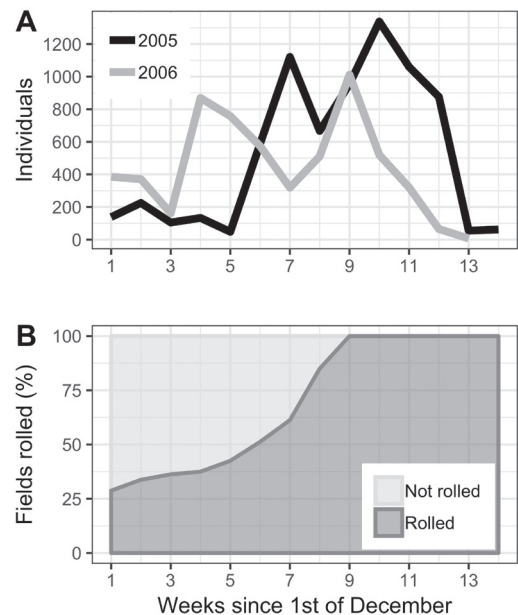 A
2005
2006
Individuals
1200
1000
800
600
400
200
0
1 3 5 7 9 11 13
B
Fields rolled (%)
100
75
50
25
0
Not rolled
Rolled
1 3 5 7 9 11 13
Weeks since 1st of December